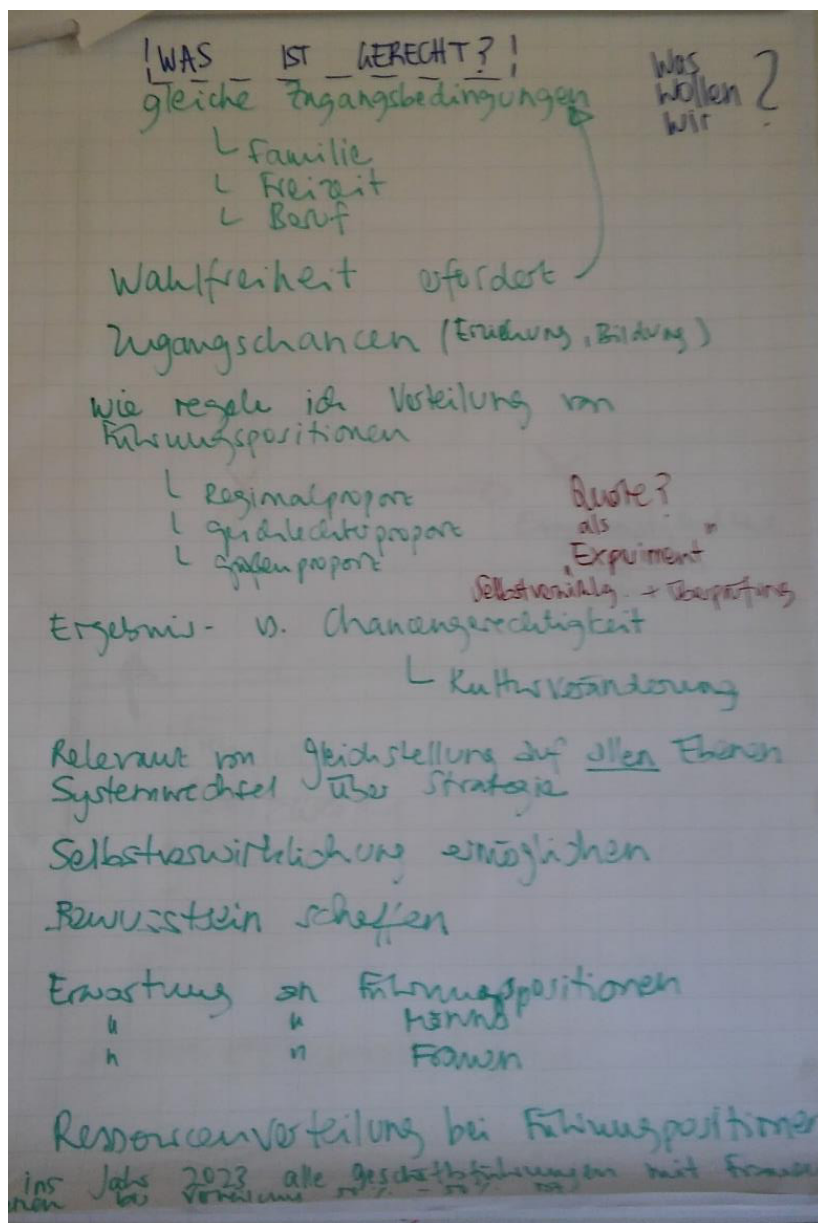 ! WAS IST GERECHT? !
Was
wollen ?
wir
gleiche Zugangsbedingungen
└ Familie
└ Freizeit
└ Beruf
Wahlfreiheit erfordert
Zugangschancen (Erziehung, Bildung)
Wie regele ich Verteilung von
Führungspositionen
└ Regionalproporz
└ Geschlechterproporz
└ proporz
Quote?
als "
"Experiment
+ Überprüfung
Ergebnis- v. Chancengerechtigkeit
└ Kulturveränderung
Relevanz von Gleichstellung auf allen Ebenen
Systemwechsel über Strategie
Selbstverwirklichung ermöglichen
Bewusstsein schaffen
Erwartung an Führungspositionen
" " Männer
" " Frauen
Ressourcenverteilung bei Führungspositionen
ins Jahr 2023 alle Geschäftsführungen mit Frauen